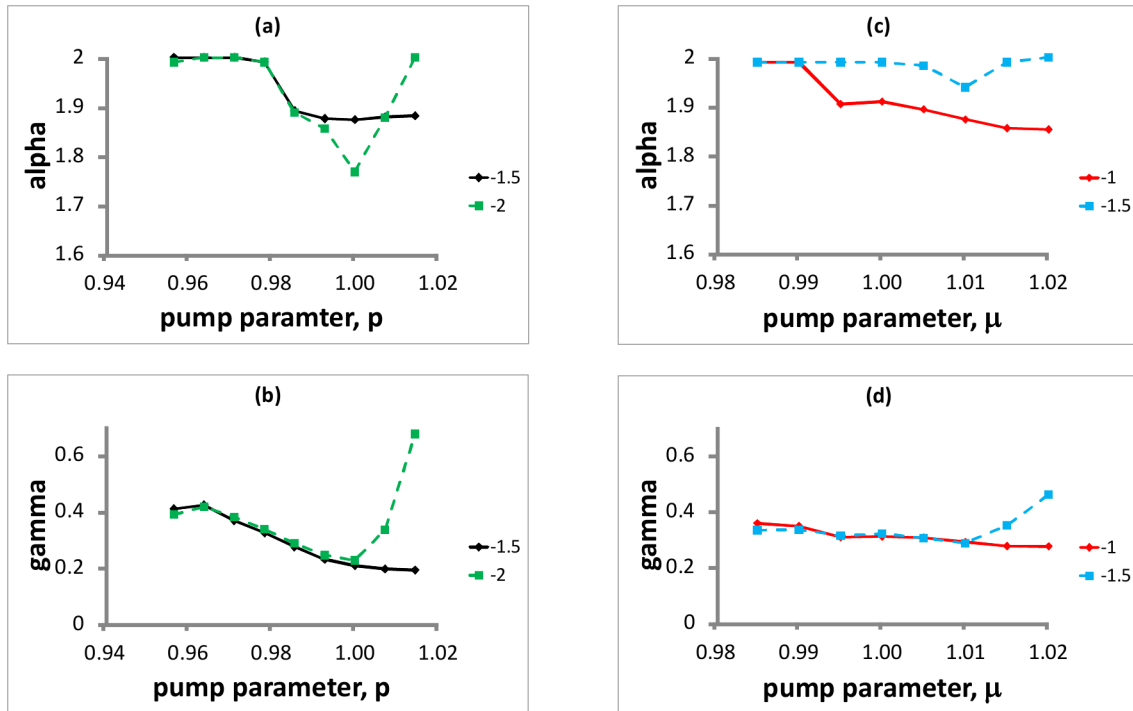 (a)
2
1.9
1.8
1.7
1.6
alpha
0.94 0.96 0.98 1.00 1.02
pump paramter, p
-1.5
-2
(c)
2
1.9
1.8
1.7
1.6
alpha
0.98 0.99 1.00 1.01 1.02
pump parameter, μ
-1
-1.5
(b)
0.6
0.4
0.2
0
gamma
0.94 0.96 0.98 1.00 1.02
pump parameter, p
-1.5
-2
(d)
0.6
0.4
0.2
0
gamma
0.98 0.99 1.00 1.01 1.02
pump parameter, μ
-1
-1.5